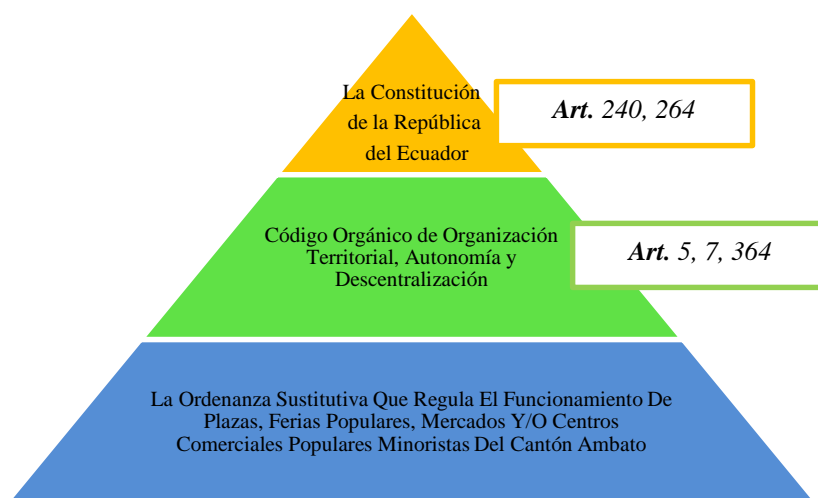 La Constitución
de la República
del Ecuador
Art. 240, 264
Código Orgánico de Organización
Territorial, Autonomía y
Descentralización
Art. 5, 7, 364
La Ordenanza Sustitutiva Que Regula El Funcionamiento De
Plazas, Ferias Populares, Mercados Y/O Centros
Comerciales Populares Minoristas Del Cantón Ambato